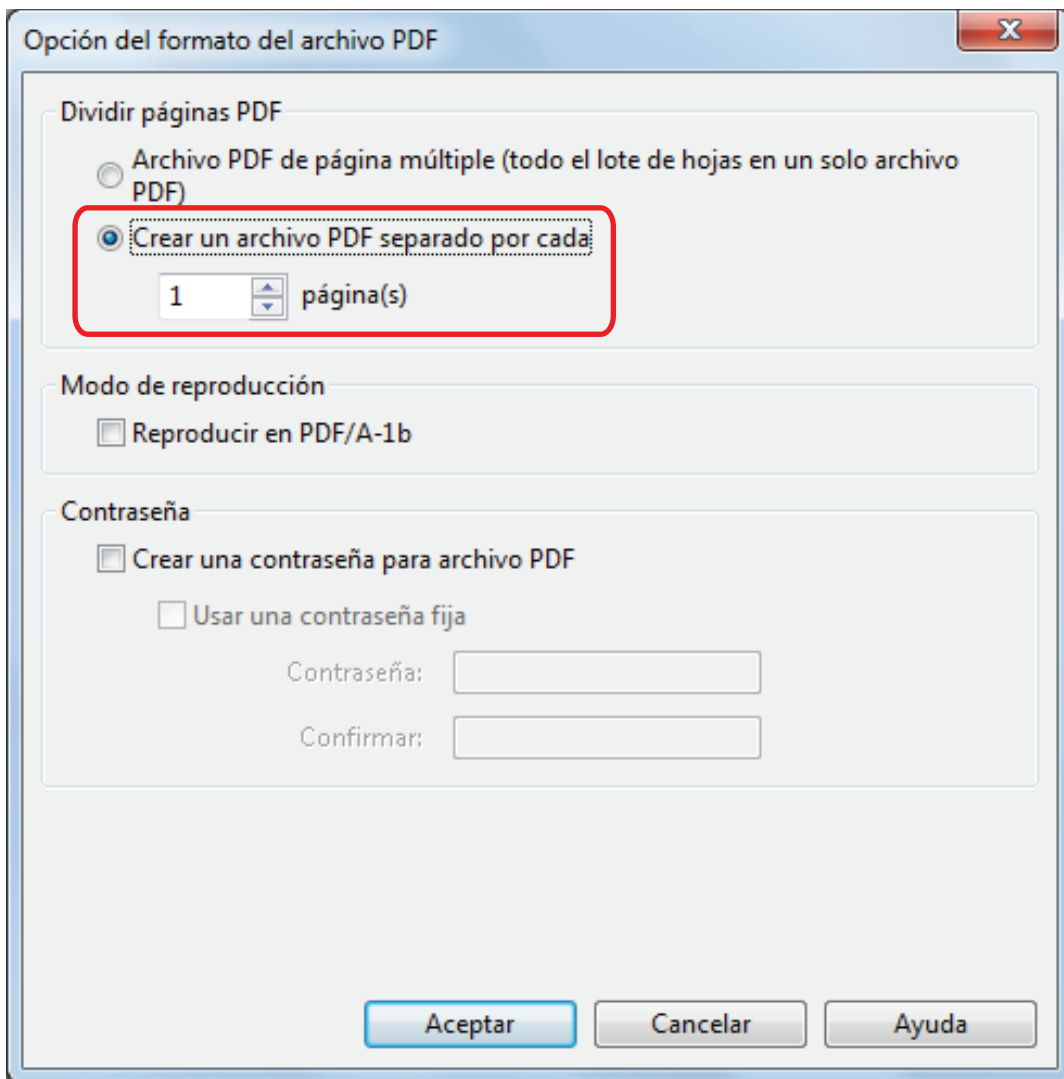 Opción del formato del archivo PDF
Dividir páginas PDF
Archivo PDF de página múltiple (todo el lote de hojas en un solo archivo
PDF)
Crear un archivo PDF separado por cada
1 página(s)
Modo de reproducción
Reproducir en PDF/A-1b
Contraseña
Crear una contraseña para archivo PDF
Usar una contraseña fija
Contraseña:
Confirmar:
Aceptar Cancelar Ayuda